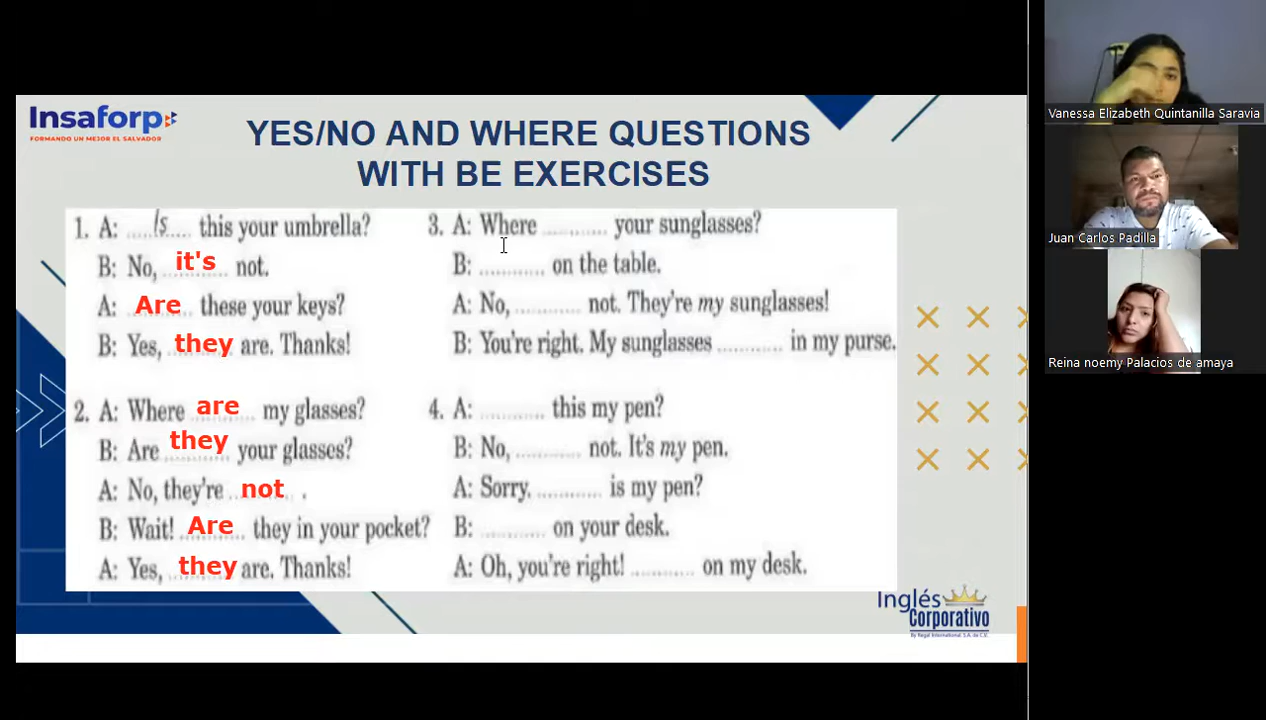 Insaforp
FORMANDO UN MEJOR EL SALVADOR
YES/NO AND WHERE QUESTIONS
WITH BE EXERCISES
1. A: .....Is..... this your umbrella?
B: No, it's not.
A: Are these your keys?
B: Yes, they are. Thanks!
2. A: Where are my glasses?
B: Are they your glasses?
A: No, they're not .
B: Wait! Are they in your pocket?
A: Yes, they are. Thanks!
3. A: Where ............ your sunglasses?
B: ............ on the table.
A: No, ............ not. They're my sunglasses!
B: You're right. My sunglasses ............ in my purse.
4. A: ............ this my pen?
B: No, ............ not. It's my pen.
A: Sorry. ............ is my pen?
B: ............ on your desk.
A: Oh, you're right! ............ on my desk.
Inglés
Corporativo
By Regal International S.A. de C.V.
Vanessa Elizabeth Quintanilla Saravia
Juan Carlos Padilla
Reina noemy Palacios de amaya